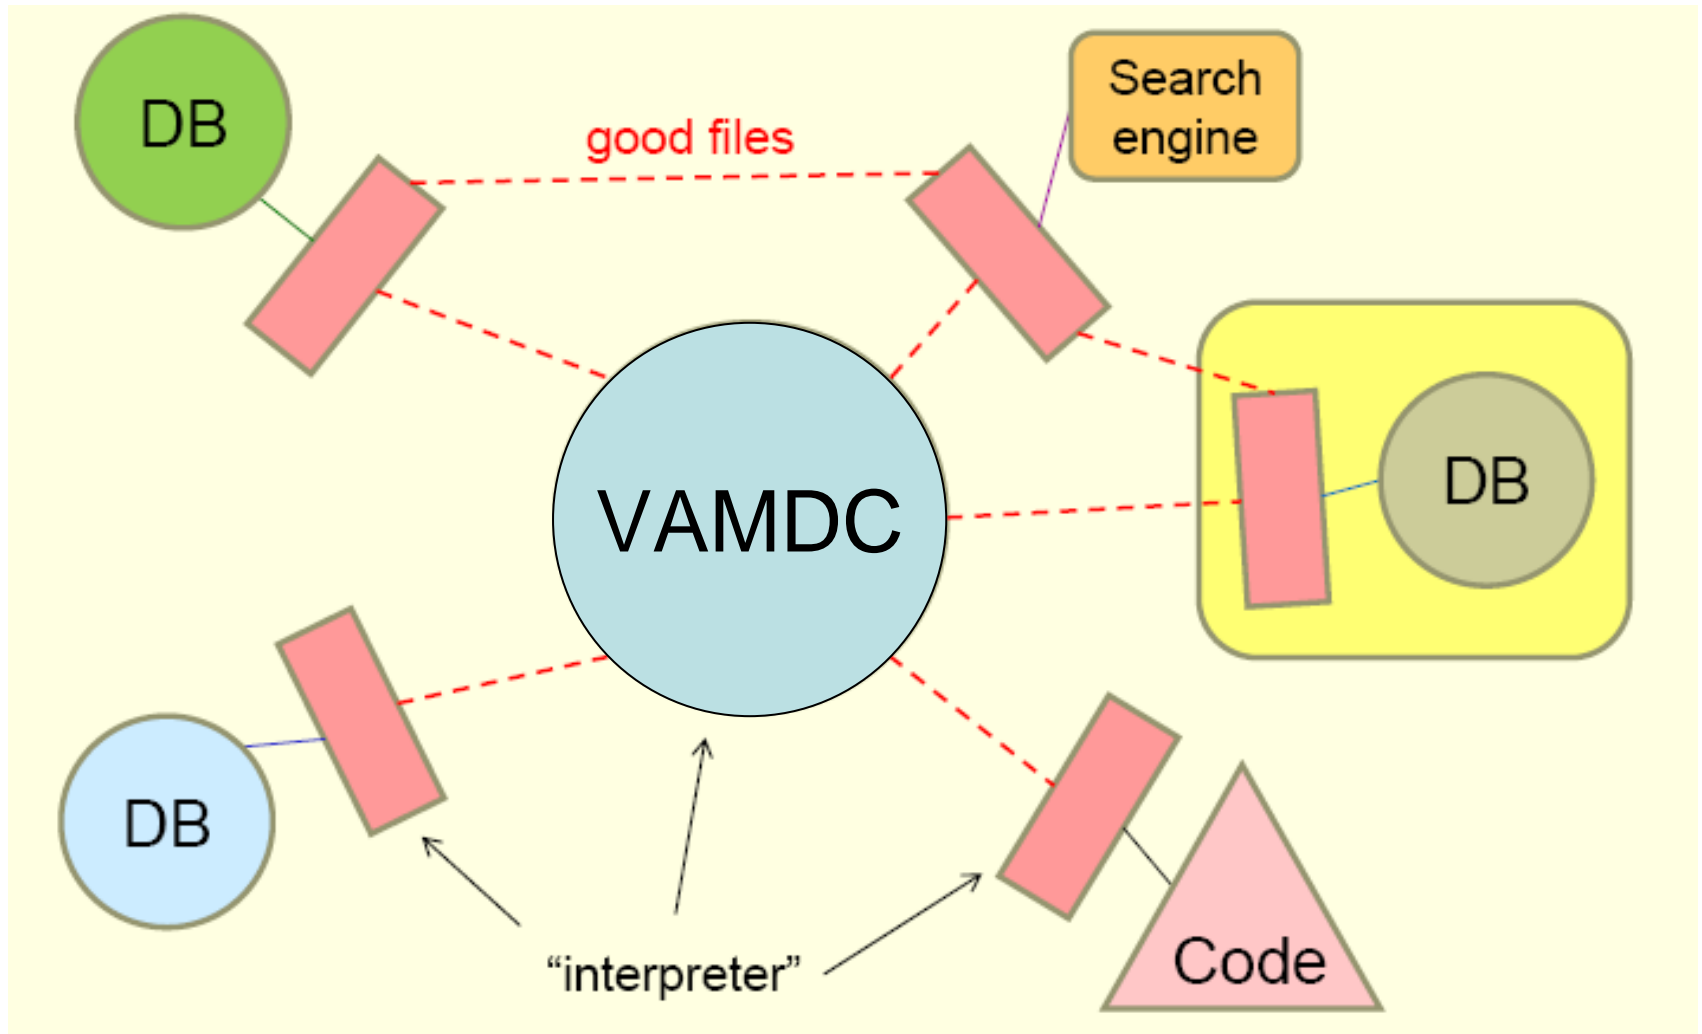 DB
good files
Search
engine
VAMDC
DB
DB
“interpreter”
Code